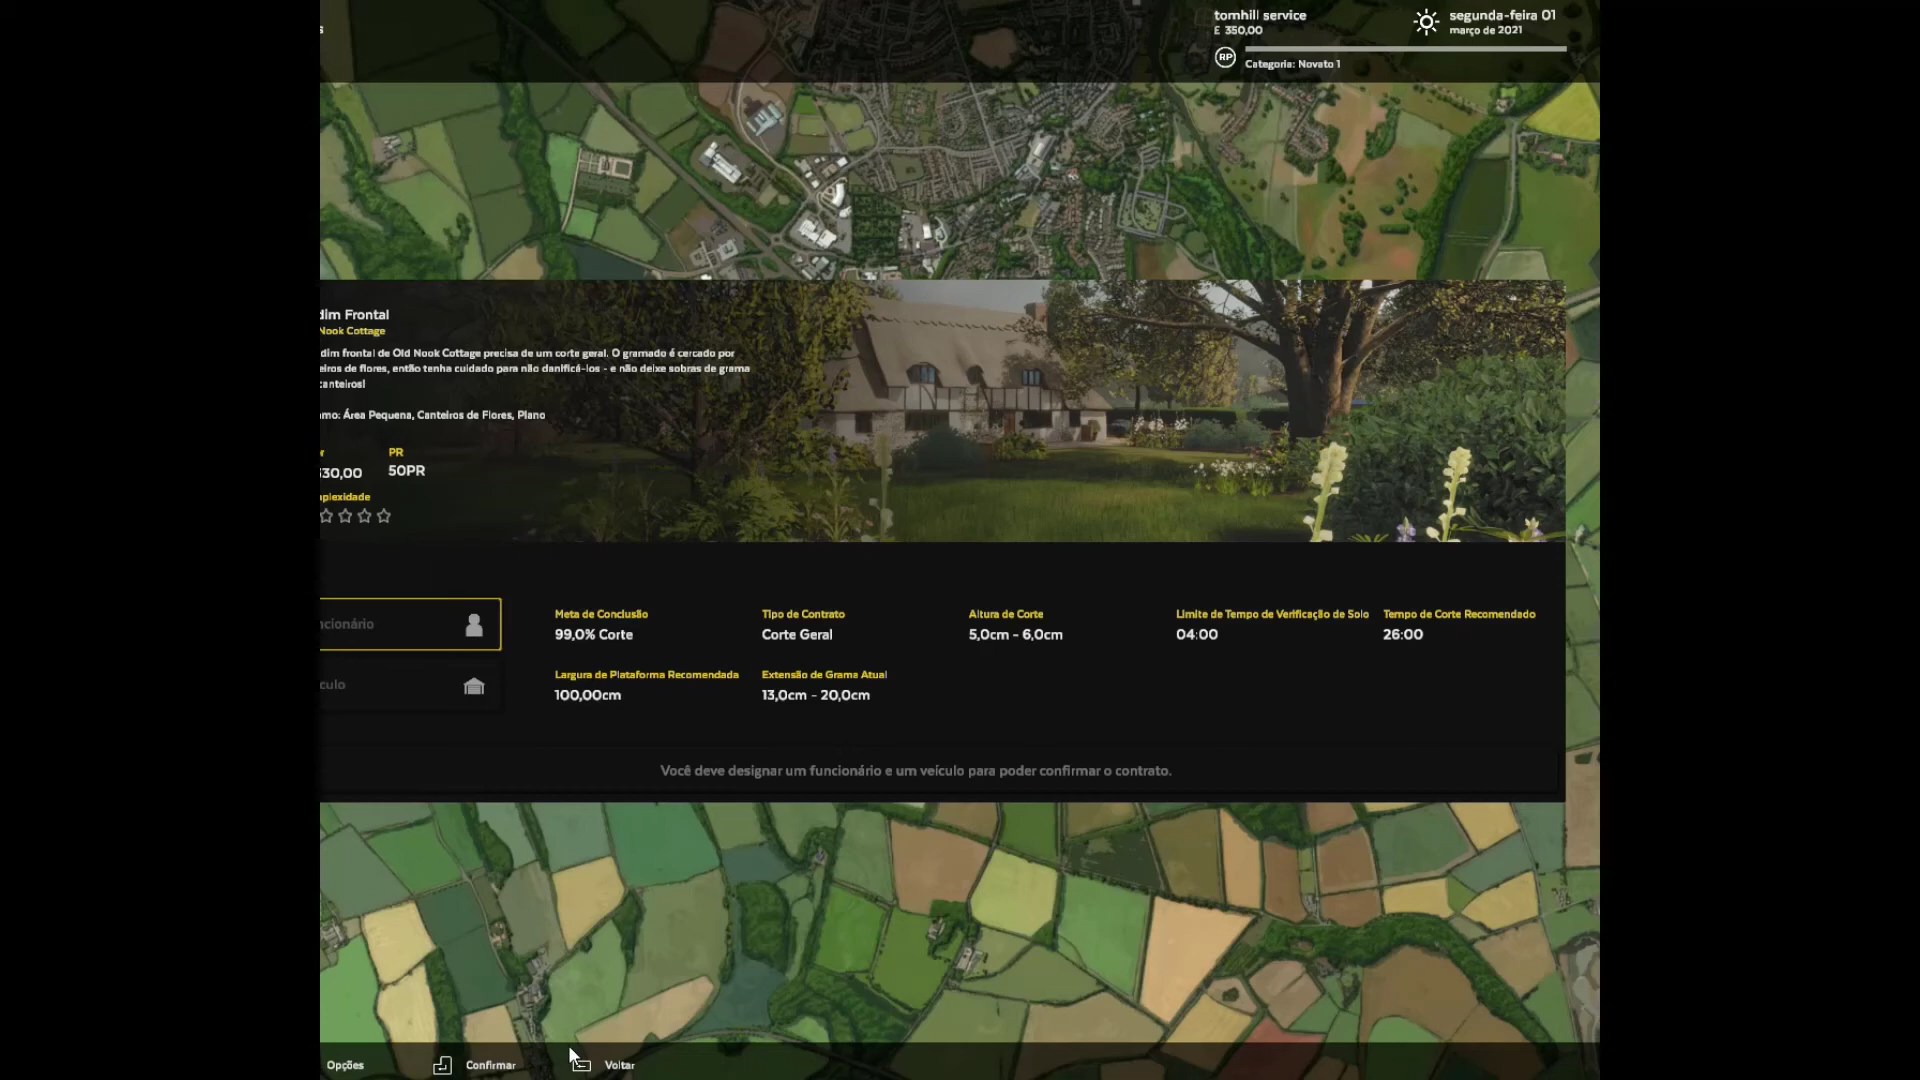 s
tomhill service
£ 350,00
segunda-feira 01
março de 2021
RP
Categoria: Novato 1
dim Frontal
Nook Cottage
dim frontal de Old Nook Cottage precisa de um corte geral. O gramado é cercado por
eiros de flores, então tenha cuidado para não danificá-los - e não deixe sobras de grama
canteiros!
mo: Área Pequena, Canteiros de Flores, Plano
r
PR
30,00
50PR
plexidade
ncionário
culo
Meta de Conclusão
99,0% Corte
Tipo de Contrato
Corte Geral
Altura de Corte
5,0cm - 6,0cm
Limite de Tempo de Verificação de Solo
04:00
Tempo de Corte Recomendado
26:00
Largura de Plataforma Recomendada
100,00cm
Extensão de Grama Atual
13,0cm - 20,0cm
Você deve designar um funcionário e um veículo para poder confirmar o contrato.
Opções
Confirmar
Voltar